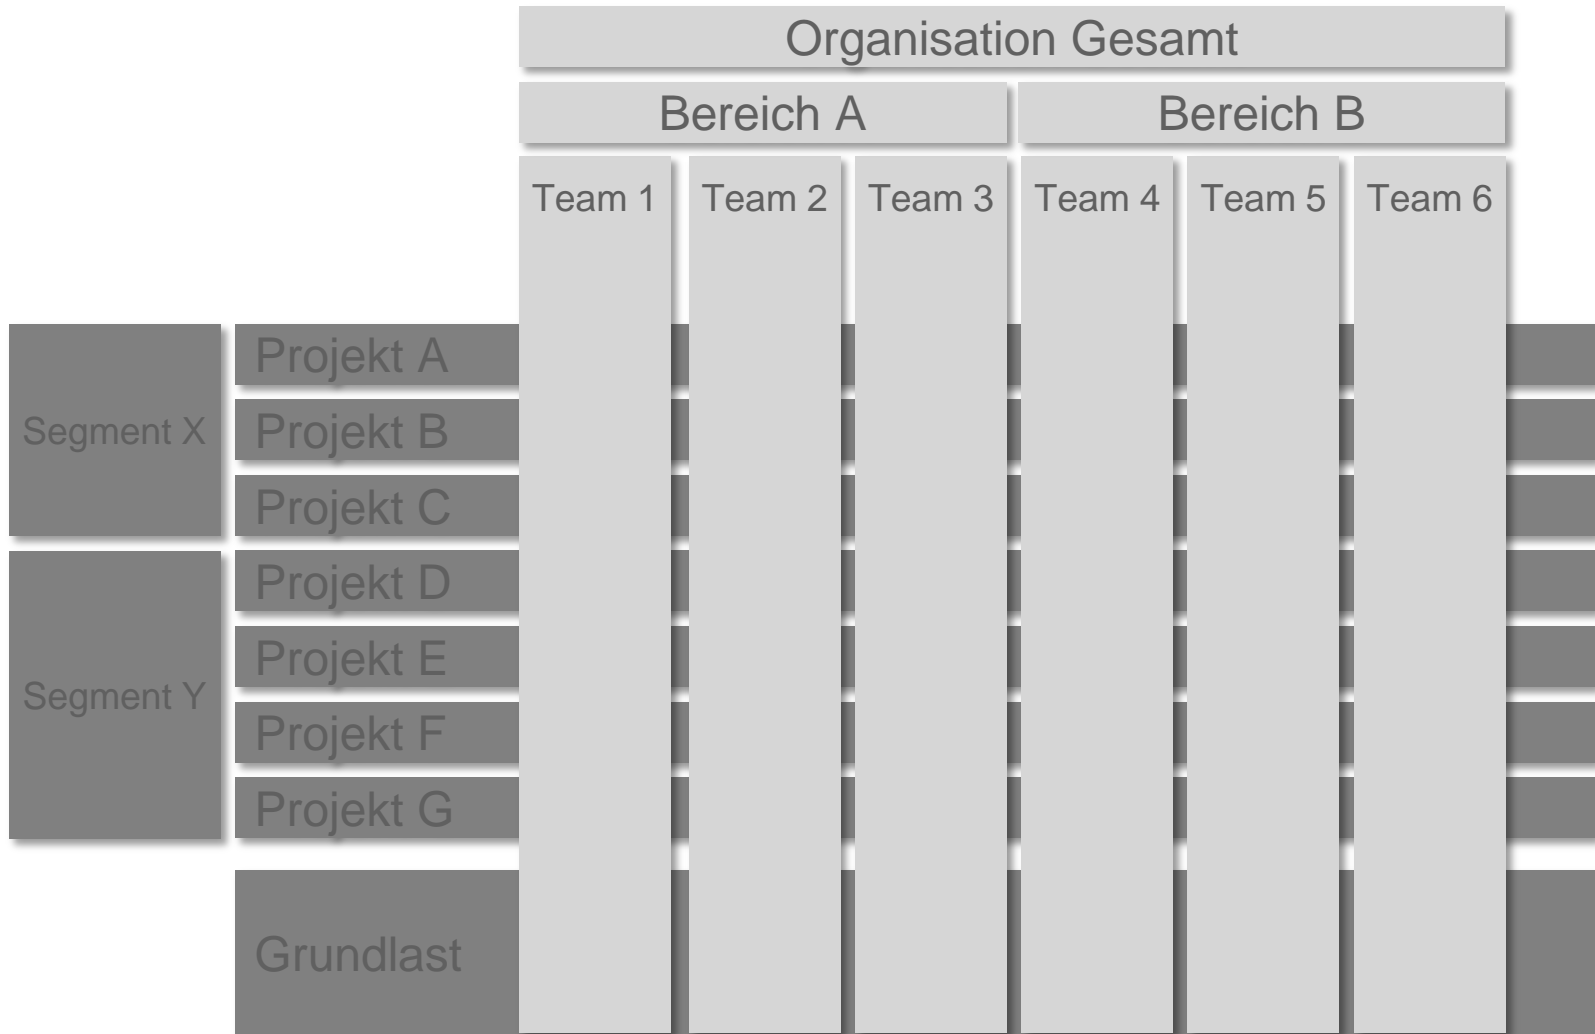 Organisation Gesamt
Bereich A
Bereich B
Team 1
Team 2
Team 3
Team 4
Team 5
Team 6
Segment X
Projekt A
Projekt B
Projekt C
Segment Y
Projekt D
Projekt E
Projekt F
Projekt G
Grundlast